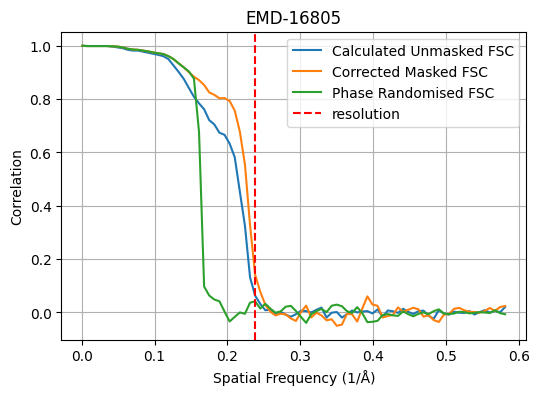 EMD-16805
Calculated Unmasked FSC
Corrected Masked FSC
Phase Randomised FSC
resolution
Correlation
1.0
0.8
0.6
0.4
0.2
0.0
0.0 0.1 0.2 0.3 0.4 0.5 0.6
Spatial Frequency (1/Å)